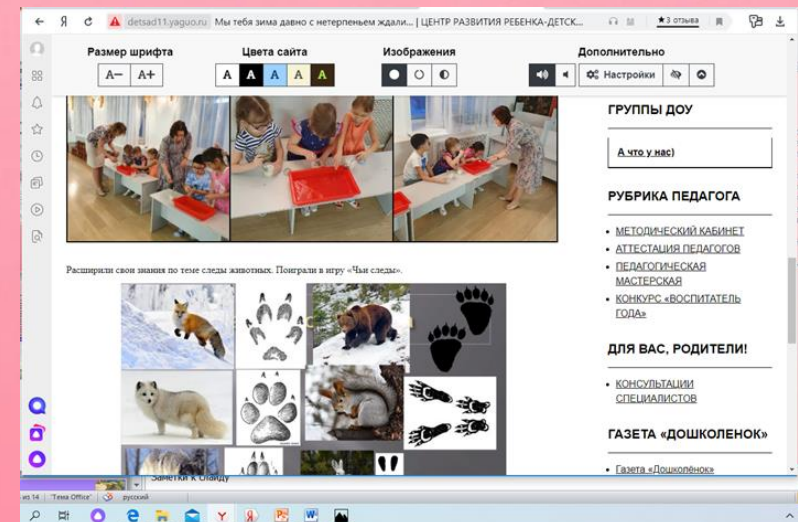 detsad11.yaguo.ru Мы тебя зима давно с нетерпеньем ждали... | ЦЕНТР РАЗВИТИЯ РЕБЕНКА-ДЕТСК...
★3 отзыва
Размер шрифта
Цвета сайта
Изображения
Дополнительно
А−
А+
А А А А А
Настройки
ГРУППЫ ДОУ
А что у нас)
РУБРИКА ПЕДАГОГА
МЕТОДИЧЕСКИЙ КАБИНЕТ
АТТЕСТАЦИЯ ПЕДАГОГОВ
ПЕДАГОГИЧЕСКАЯ
МАСТЕРСКАЯ
КОНКУРС «ВОСПИТАТЕЛЬ
ГОДА»
Расширили свои знания по теме следы животных. Поиграли в игру «Чьи следы».
ДЛЯ ВАС, РОДИТЕЛИ!
КОНСУЛЬТАЦИИ
СПЕЦИАЛИСТОВ
ГАЗЕТА «ДОШКОЛЕНОК»
Газета «Дошколёнок»
Заметки к слайду
из 14
"Тема Office"
русский